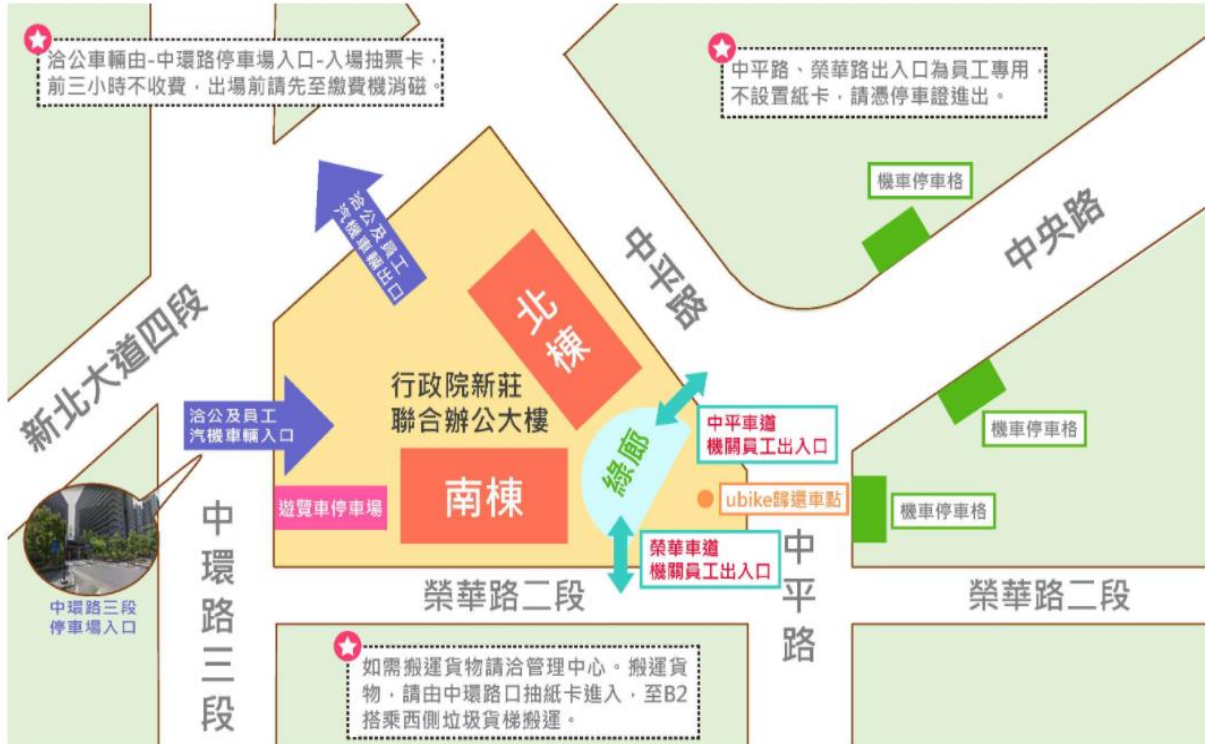 洽公車輛由-中環路停車場入口-入場抽票卡，
前三小時不收費，出場前請先至繳費機消磁。
中平路、榮華路出入口為員工專用，
不設置紙卡，請憑停車證進出。
機車停車格
中央路
洽公及員工
汽機車輛出口
中平路
北棟
新北大道四段
行政院新莊
聯合辦公大樓
洽公及員工
汽機車輛入口
中平車道
機關員工出入口
機車停車格
綠廊
遊覽車停車場
南棟
ubike歸還車點
機車停車格
中環路三段
榮華車道
機關員工出入口
中平路
榮華路二段
榮華路二段
中環路三段
停車場入口
如需搬運貨物請洽管理中心。搬運貨
物，請由中環路口抽紙卡進入，至B2
搭乘西側垃圾貨梯搬運。